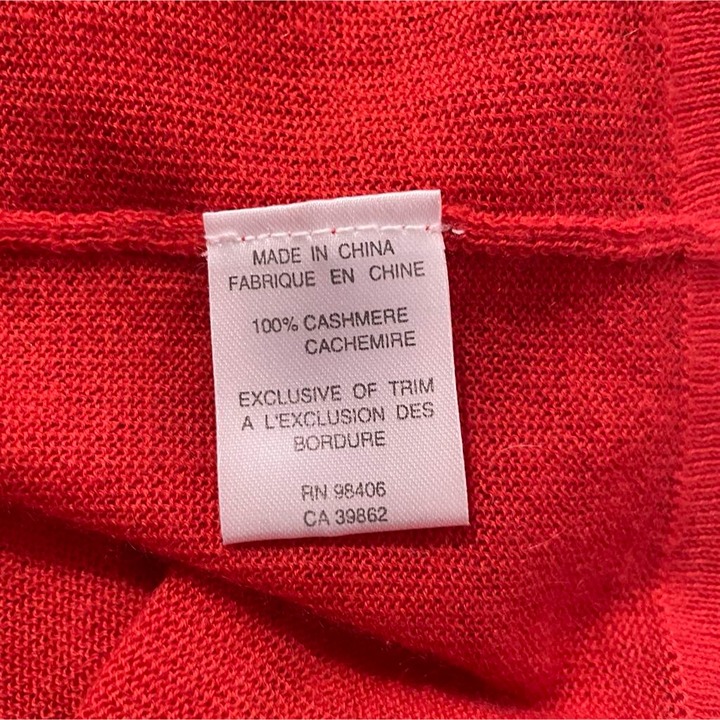 MADE IN CHINA
FABRIQUE EN CHINE
100% CASHMERE
CACHEMIRE
EXCLUSIVE OF TRIM
A L'EXCLUSION DES
BORDURE
RN 98406
CA 39862